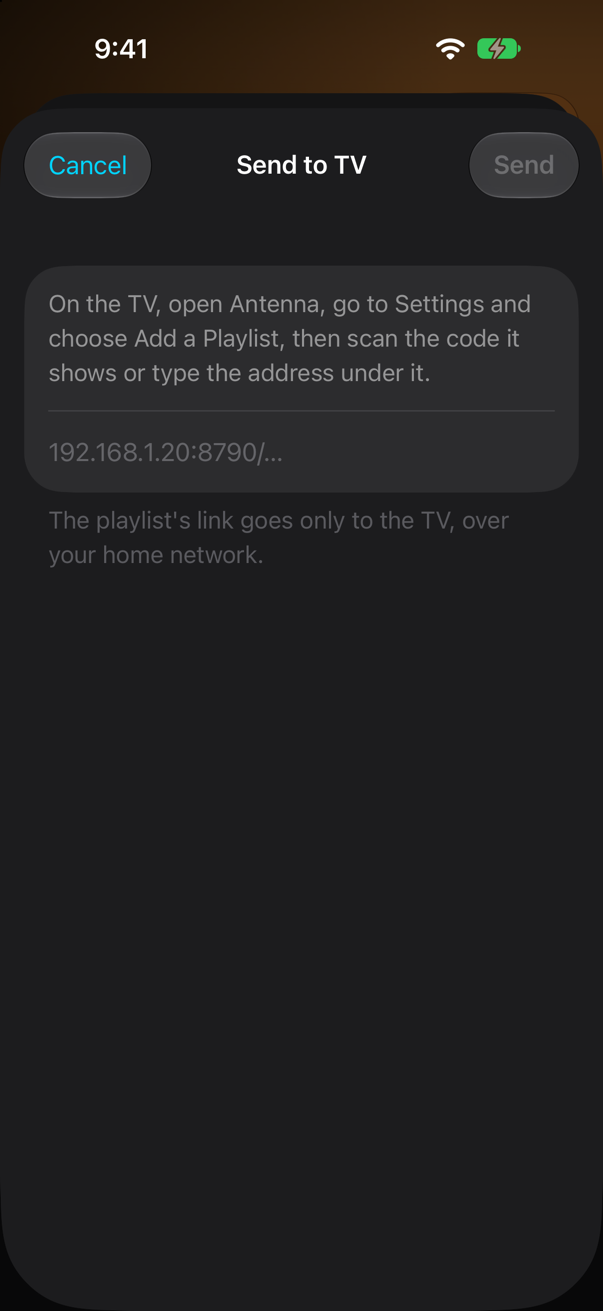 9:41
Cancel
Send to TV
Send
On the TV, open Antenna, go to Settings and
choose Add a Playlist, then scan the code it
shows or type the address under it.
192.168.1.20:8790/...
The playlist's link goes only to the TV, over
your home network.